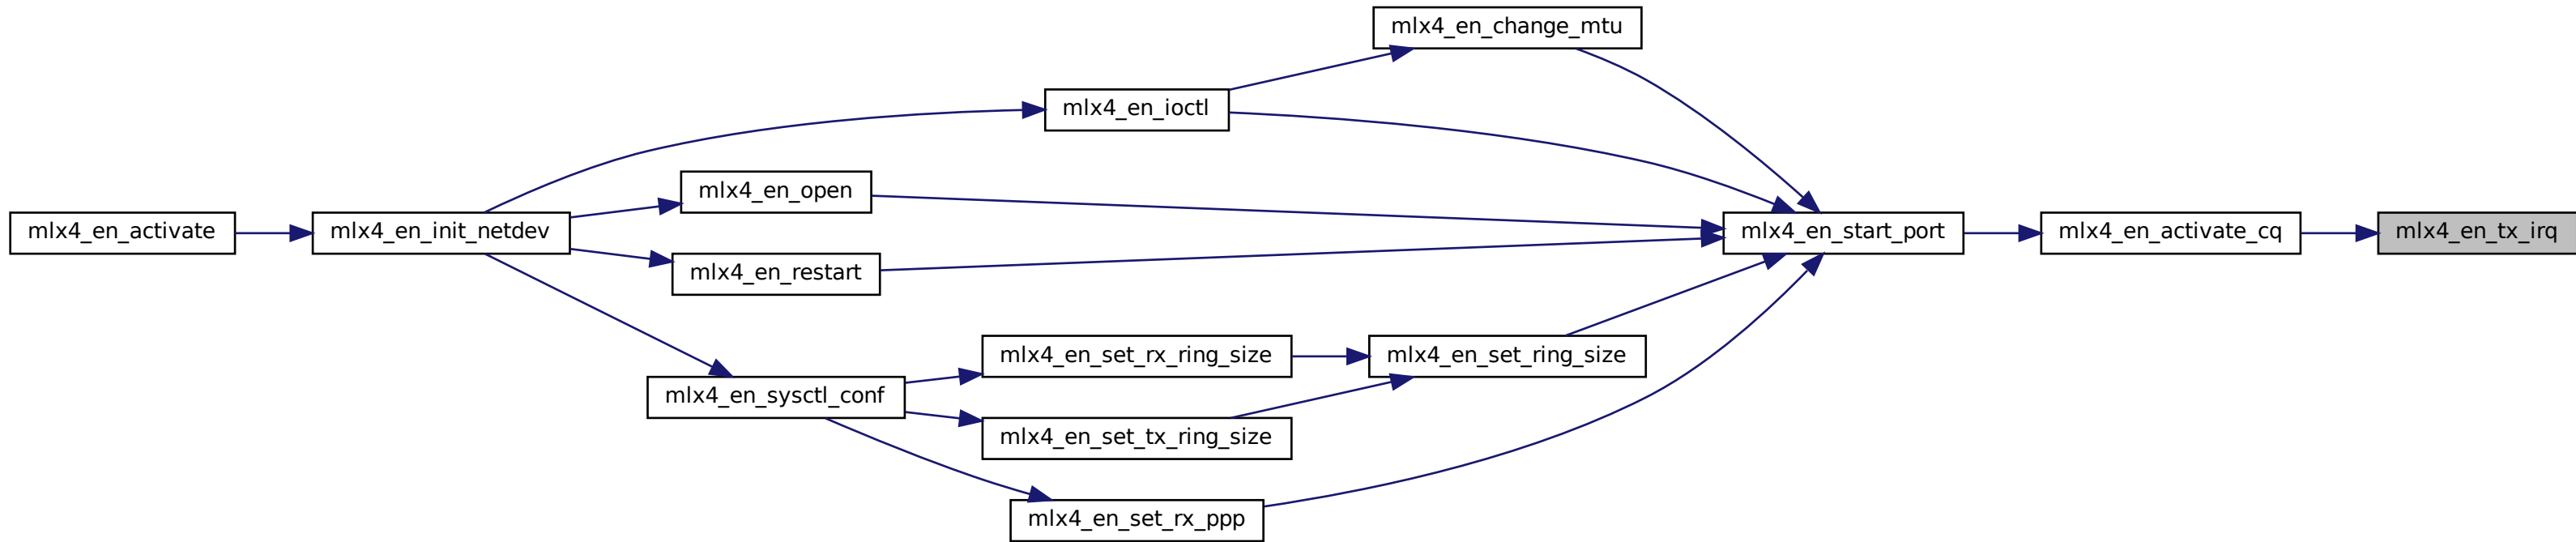 mlx4_en_change_mtu
mlx4_en_ioctl
mlx4_en_open
mlx4_en_activate
mlx4_en_init_netdev
mlx4_en_start_port
mlx4_en_activate_cq
mlx4_en_tx_irq
mlx4_en_restart
mlx4_en_set_rx_ring_size
mlx4_en_set_ring_size
mlx4_en_sysctl_conf
mlx4_en_set_tx_ring_size
mlx4_en_set_rx_ppp